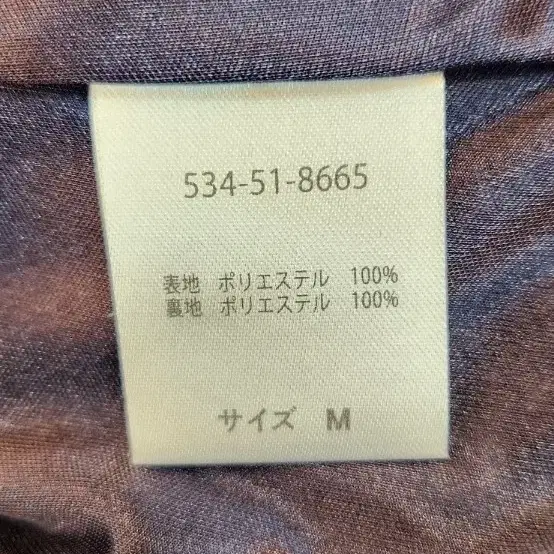 534-51-8665
表地 ポリエステル 100%
裏地 ポリエステル 100%
サイズ M